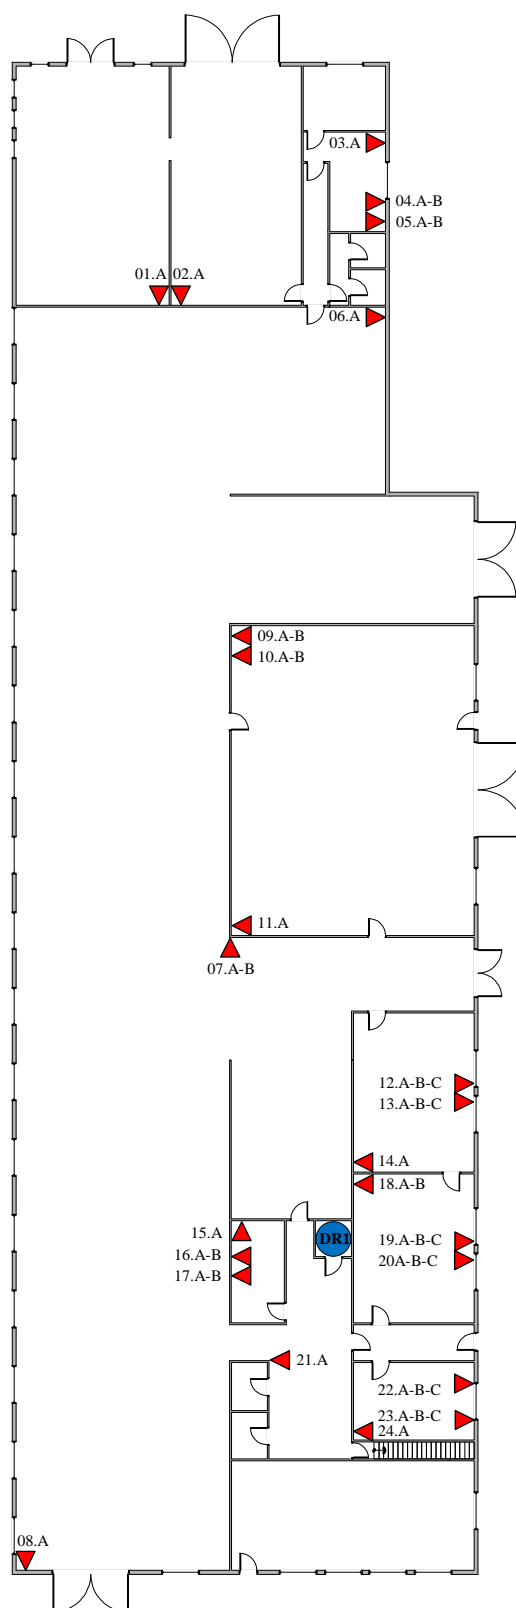 03.A
04.A-B
05.A-B
01.A 02.A
06.A
09.A-B
10.A-B
11.A
07.A-B
12.A-B-C
13.A-B-C
14.A
18.A-B
15.A
DR1
19.A-B-C
16.A-B
20A-B-C
17.A-B
21.A
22.A-B-C
23.A-B-C
24.A
08.A